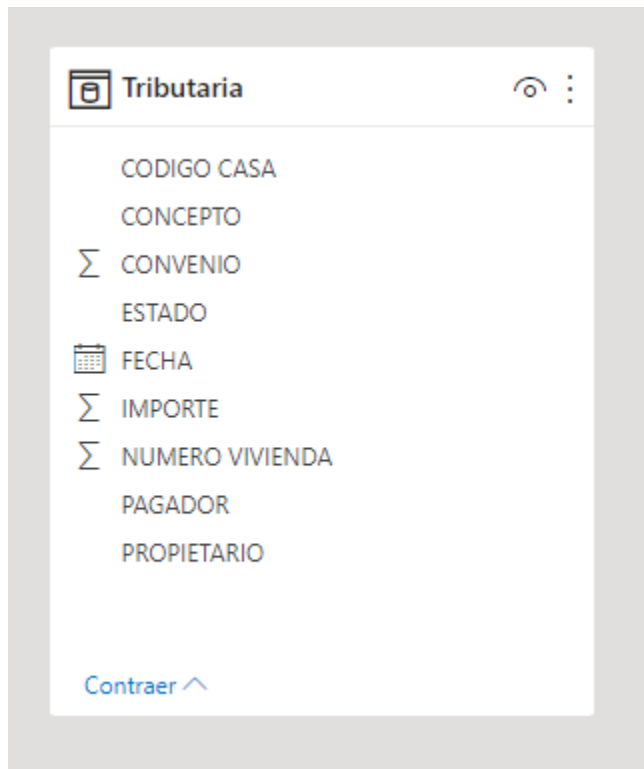 Tributaria
CODIGO CASA
CONCEPTO
CONVENIO
ESTADO
FECHA
IMPORTE
NUMERO VIVIENDA
PAGADOR
PROPIETARIO
Contraer